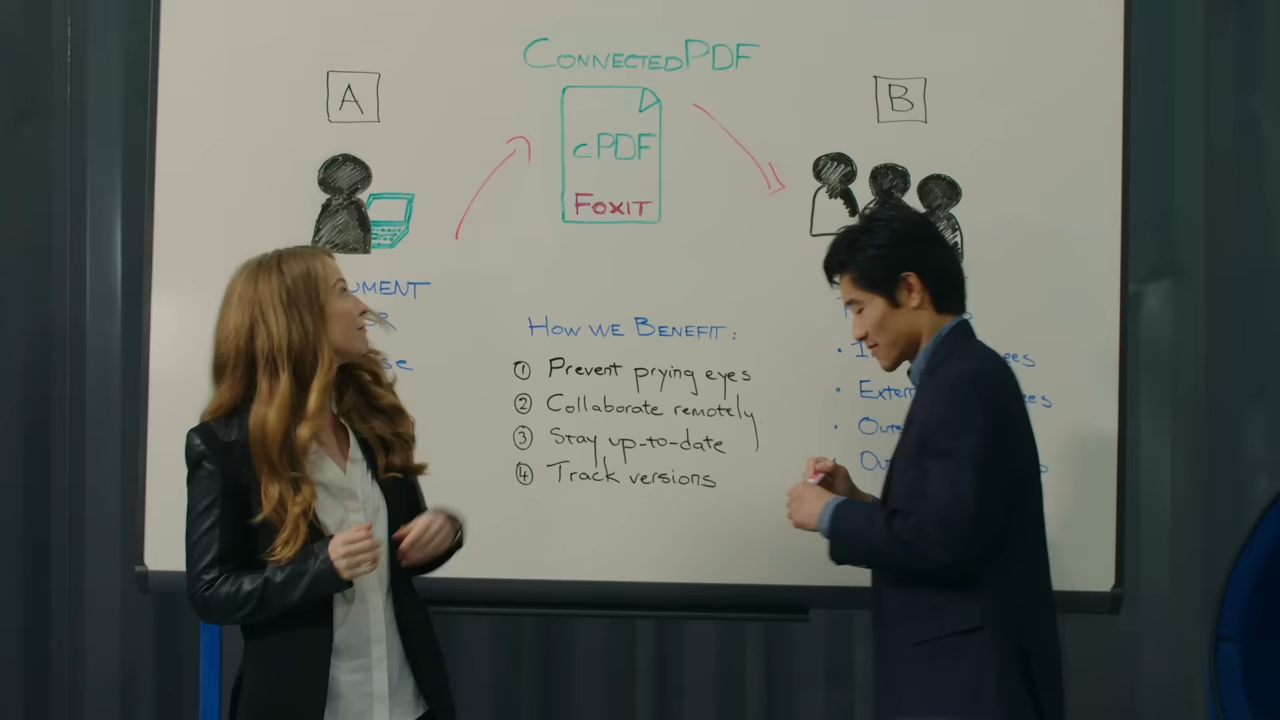 ConnectedPDF
A
B
cPDF
FOXIT
How we Benefit:
① Prevent prying eyes
② Collaborate remotely
③ Stay up-to-date
④ Track versions